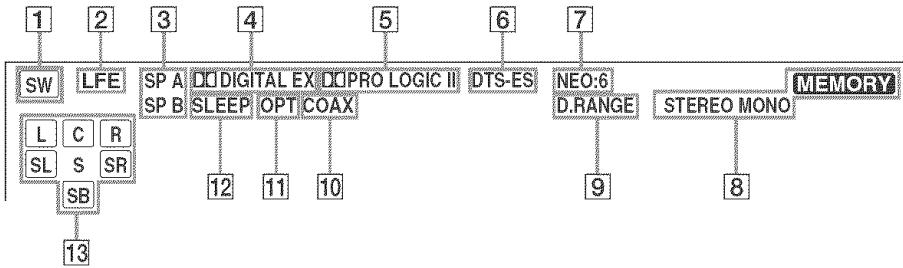 1 2 3 4 5 6 7
SW LFE SP A DIGITAL EX PRO LOGIC II DTS-ES NEO:6 MEMORY
SP B SLEEP OPT COAX D.RANGE STEREO MONO
L C R
SL S SR
SB
12 11 10 9 8
13